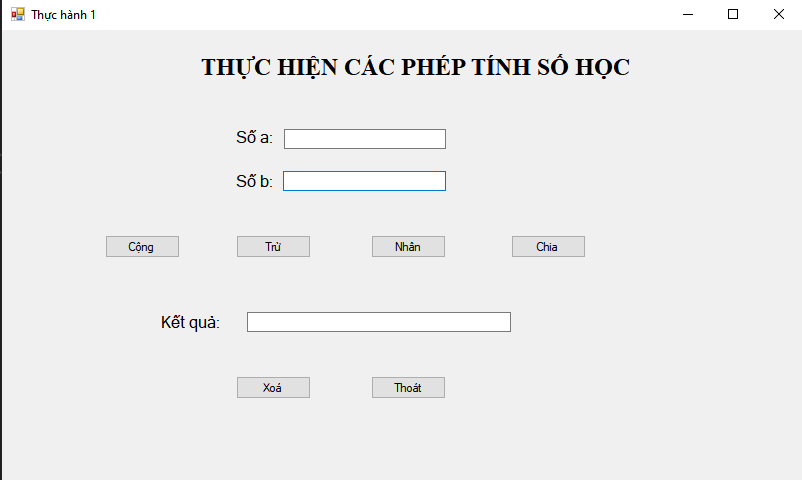 Thực hành 1
THỰC HIỆN CÁC PHÉP TÍNH SỐ HỌC
Số a:
Số b:
Cộng Trừ Nhân Chia
Kết quả:
Xoá Thoát